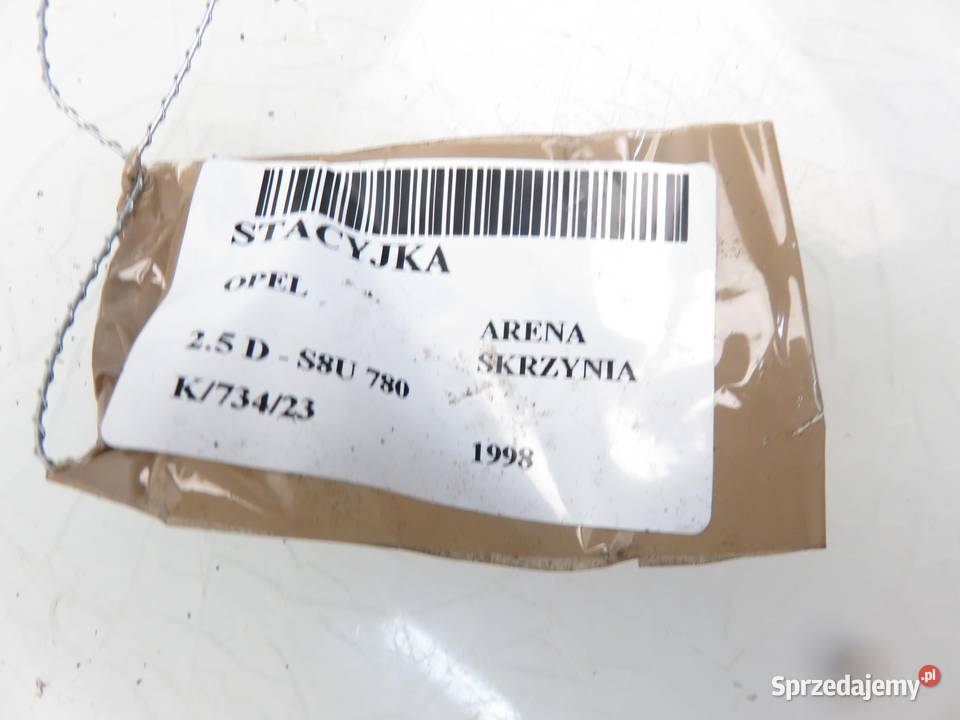 STACYJKA
OPEL
ARENA
2.5 D - S8U 780
SKRZYNIA
K/734/23
1998
Sprzedajemy.pl